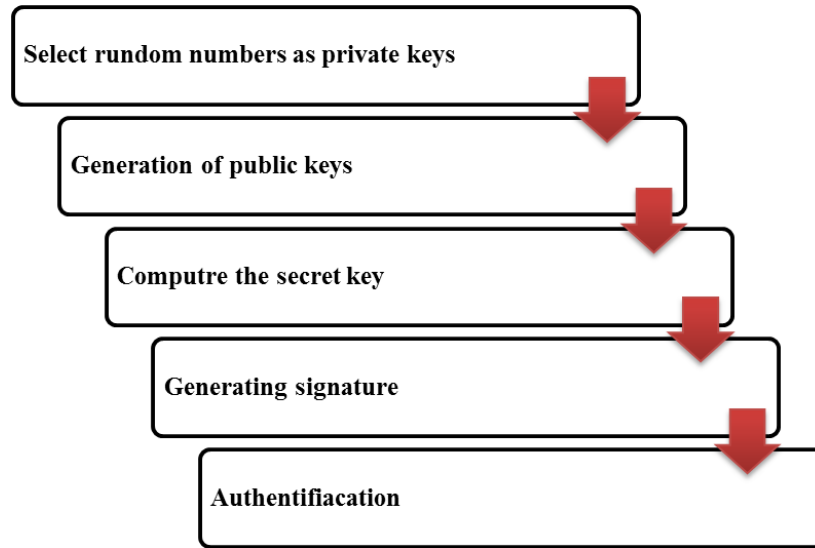 Select rundom numbers as private keys
Generation of public keys
Computre the secret key
Generating signature
Authentifiacation